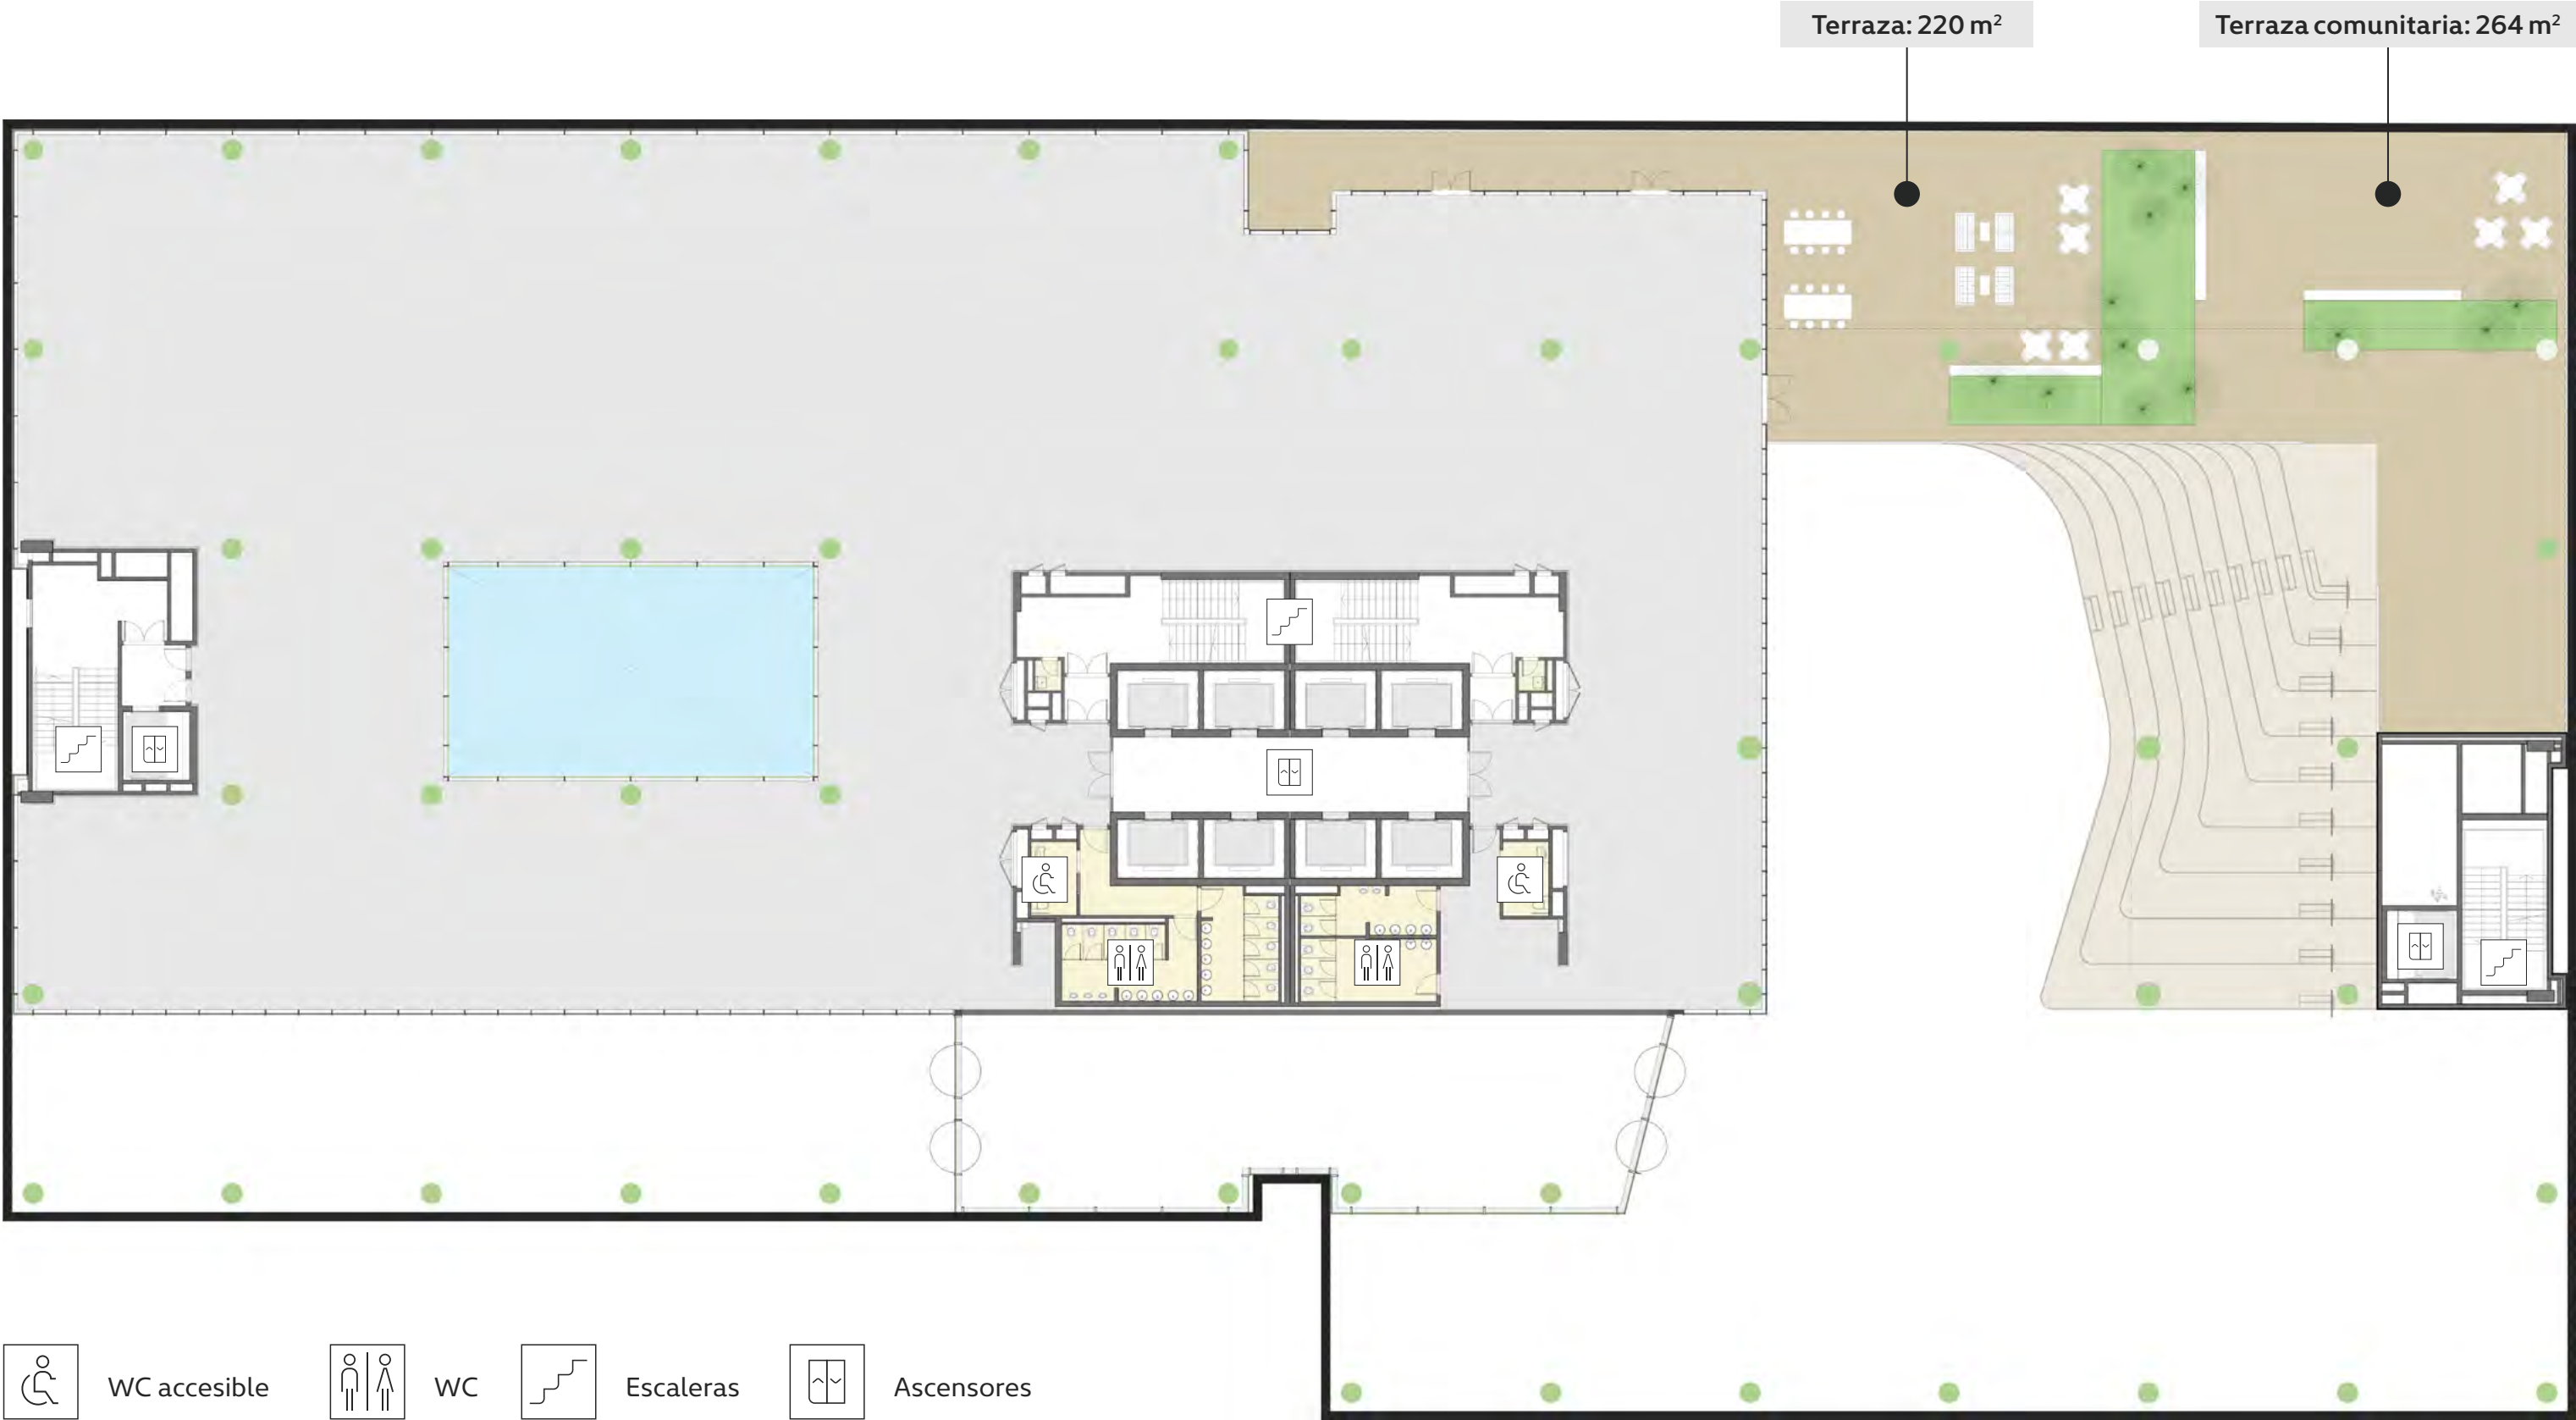 Terraza: 220 m²
Terraza comunitaria: 264 m²
WC accesible
WC
Escaleras
Ascensores